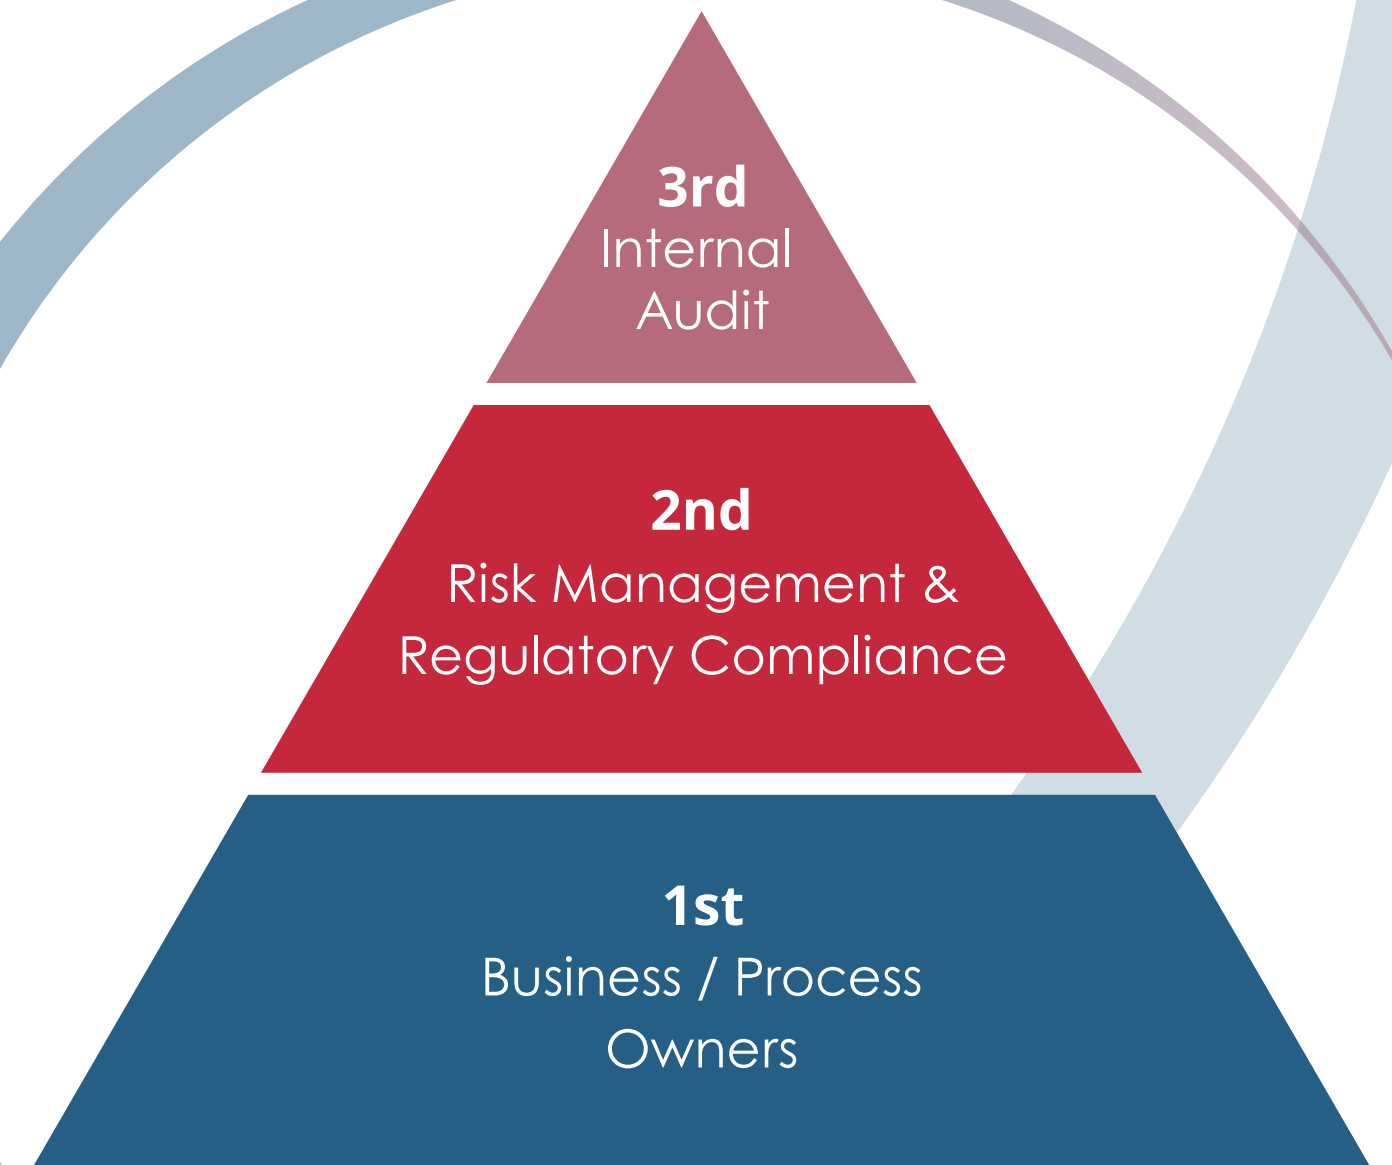 3rd
Internal
Audit
2nd
Risk Management &
Regulatory Compliance
1st
Business / Process
Owners